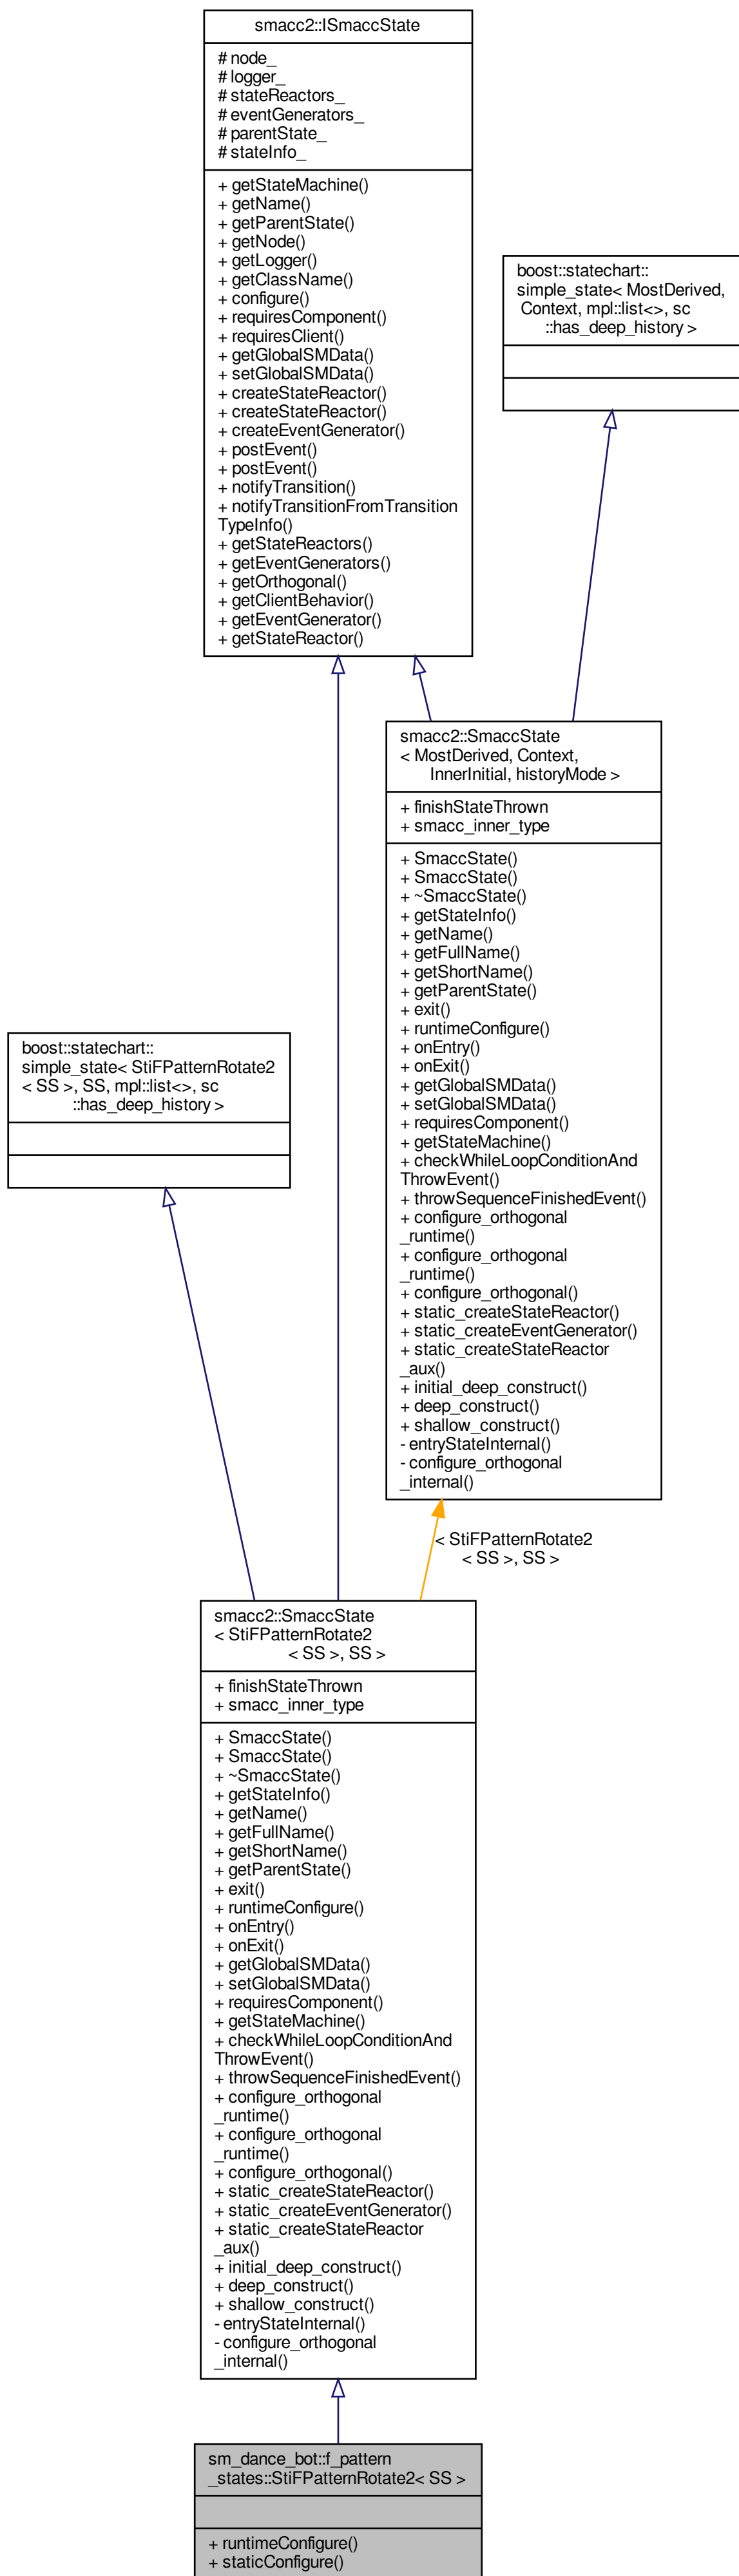 smacc2::ISmaccState
# node_
# logger_
# stateReactors_
# eventGenerators_
# parentState_
# stateInfo_
+ getStateMachine()
+ getName()
+ getParentState()
+ getNode()
+ getLogger()
+ getClassName()
+ configure()
+ requiresComponent()
+ requiresClient()
+ getGlobalSMData()
+ setGlobalSMData()
+ createStateReactor()
+ createStateReactor()
+ createEventGenerator()
+ postEvent()
+ postEvent()
+ notifyTransition()
+ notifyTransitionFromTransition
TypeInfo()
+ getStateReactors()
+ getEventGenerators()
+ getOrthogonal()
+ getClientBehavior()
+ getEventGenerator()
+ getStateReactor()
boost::statechart::
simple_state< MostDerived,
Context, mpl::list<>, sc
::has_deep_history >
smacc2::SmaccState
< MostDerived, Context,
InnerInitial, historyMode >
+ finishStateThrown
+ smacc_inner_type
+ SmaccState()
+ SmaccState()
+ ~SmaccState()
+ getStateInfo()
+ getName()
+ getFullName()
+ getShortName()
+ getParentState()
+ exit()
+ runtimeConfigure()
+ onEntry()
+ onExit()
+ getGlobalSMData()
+ setGlobalSMData()
+ requiresComponent()
+ getStateMachine()
+ checkWhileLoopConditionAnd
ThrowEvent()
+ throwSequenceFinishedEvent()
+ configure_orthogonal
_runtime()
+ configure_orthogonal
_runtime()
+ configure_orthogonal()
+ static_createStateReactor()
+ static_createEventGenerator()
+ static_createStateReactor
_aux()
+ initial_deep_construct()
+ deep_construct()
+ shallow_construct()
- entryStateInternal()
- configure_orthogonal
_internal()
boost::statechart::
simple_state< StiFPatternRotate2
< SS >, SS, mpl::list<>, sc
::has_deep_history >
< StiFPatternRotate2
< SS >, SS >
smacc2::SmaccState
< StiFPatternRotate2
< SS >, SS >
+ finishStateThrown
+ smacc_inner_type
+ SmaccState()
+ SmaccState()
+ ~SmaccState()
+ getStateInfo()
+ getName()
+ getFullName()
+ getShortName()
+ getParentState()
+ exit()
+ runtimeConfigure()
+ onEntry()
+ onExit()
+ getGlobalSMData()
+ setGlobalSMData()
+ requiresComponent()
+ getStateMachine()
+ checkWhileLoopConditionAnd
ThrowEvent()
+ throwSequenceFinishedEvent()
+ configure_orthogonal
_runtime()
+ configure_orthogonal
_runtime()
+ configure_orthogonal()
+ static_createStateReactor()
+ static_createEventGenerator()
+ static_createStateReactor
_aux()
+ initial_deep_construct()
+ deep_construct()
+ shallow_construct()
- entryStateInternal()
- configure_orthogonal
_internal()
sm_dance_bot::f_pattern
_states::StiFPatternRotate2< SS >
+ runtimeConfigure()
+ staticConfigure()